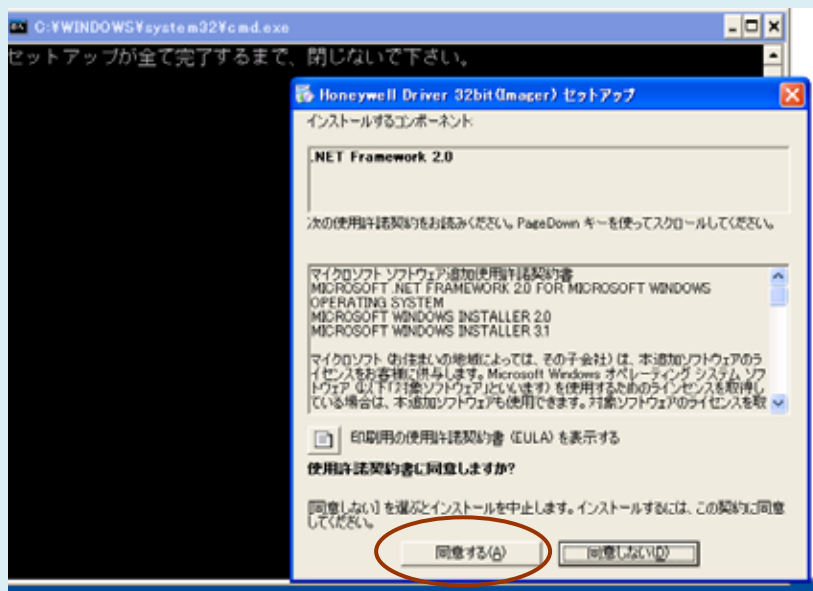 C:¥WINDOWS¥system32¥cmd.exe
セットアップが全て完了するまで、閉じないで下さい。
Honeywell Driver 32bit(Imager) セットアップ
インストールするコンポーネント:
.NET Framework 2.0
次の使用許諾契約をお読みください。PageDown キーを使ってスクロールしてください。
マイクロソフト ソフトウェア追加使用許諾契約書
MICROSOFT .NET FRAMEWORK 2.0 FOR MICROSOFT WINDOWS
OPERATING SYSTEM
MICROSOFT WINDOWS INSTALLER 2.0
MICROSOFT WINDOWS INSTALLER 3.1
マイクロソフト (お住まいの地域によっては、その子会社) は、本追加ソフトウェアのラ
イセンスをお客様に供与します。Microsoft Windows オペレーティング システム ソフ
トウェア (以下「対象ソフトウェア」といいます) を使用するためのラインセンスを取得し
ている場合は、本追加ソフトウェアも使用できます。対象ソフトウェアのライセンスを取
印刷用の使用許諾契約書 (EULA) を表示する
使用許諾契約書に同意しますか?
[同意しない] を選ぶとインストールを中止します。インストールするには、この契約に同意
してください。
同意する(A)
同意しない(D)